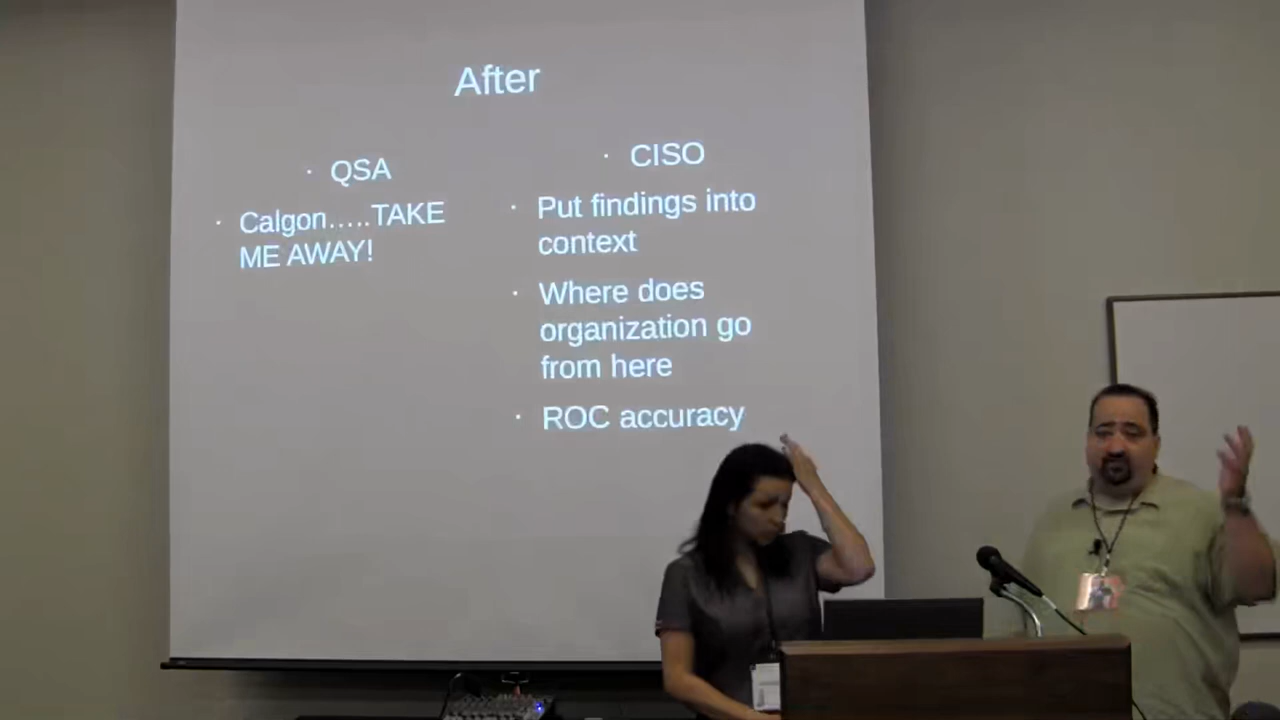 After
· QSA
· Calgon.....TAKE
ME AWAY!
· CISO
· Put findings into
context
· Where does
organization go
from here
· ROC accuracy